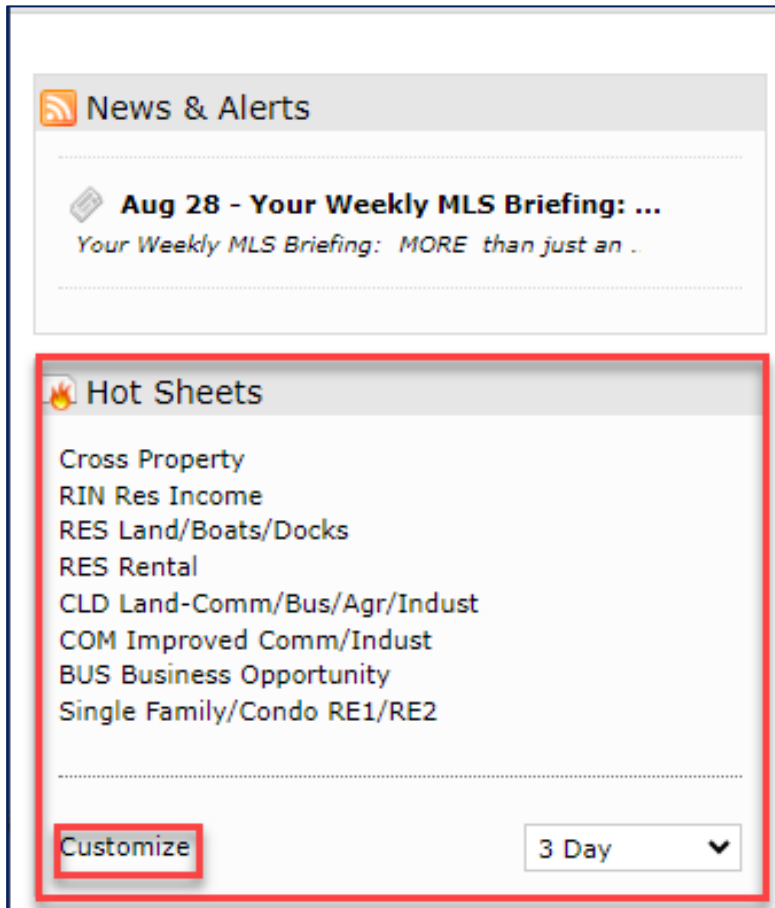 News & Alerts
Aug 28 - Your Weekly MLS Briefing: ...
Your Weekly MLS Briefing: MORE than just an ..
Hot Sheets
Cross Property
RIN Res Income
RES Land/Boats/Docks
RES Rental
CLD Land-Comm/Bus/Agr/Indust
COM Improved Comm/Indust
BUS Business Opportunity
Single Family/Condo RE1/RE2
Customize
3 Day